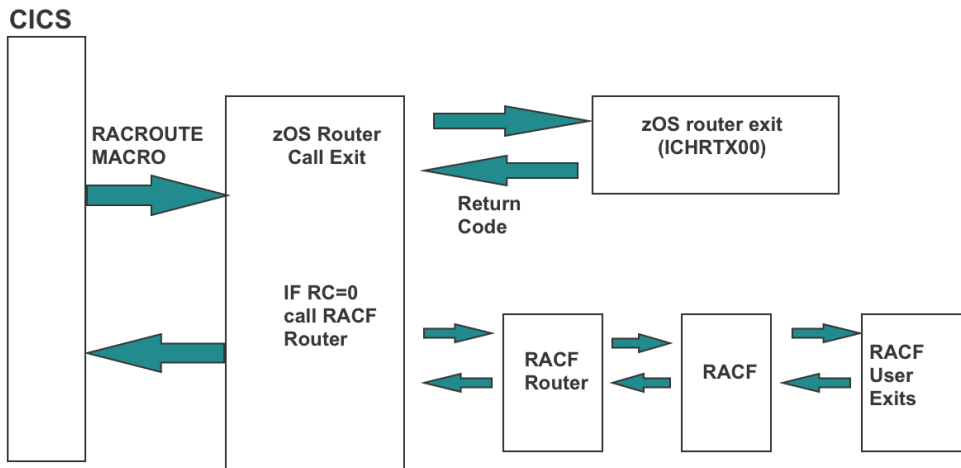 CICS
RACROUTE
MACRO
zOS Router
Call Exit
zOS router exit
(ICHRTX00)
Return
Code
IF RC=0
call RACF
Router
RACF
Router
RACF
RACF
User
Exits